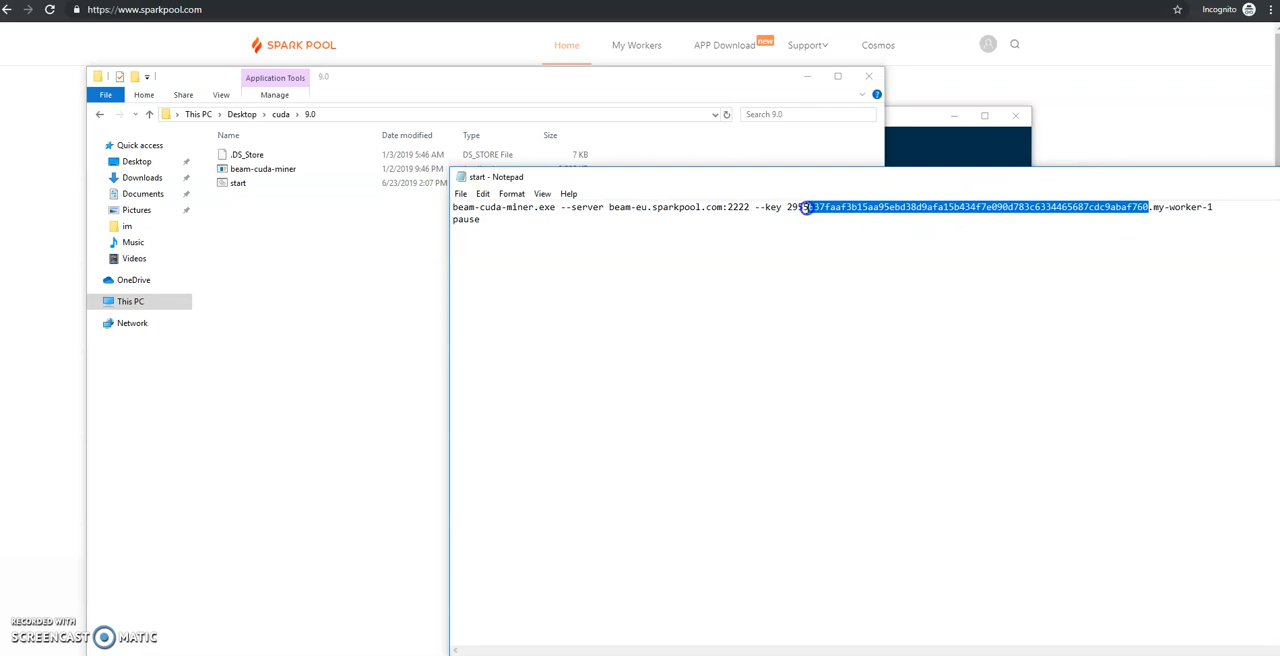 https://www.sparkpool.com
Incognito
SPARK POOL
Home
My Workers
APP Download
new
Support
Cosmos
Application Tools
9.0
File
Home
Share
View
Manage
This PC
Desktop
cuda
9.0
Search 9.0
Name
Date modified
Type
Size
Quick access
Desktop
Downloads
Documents
Pictures
im
Music
Videos
OneDrive
This PC
Network
.DS_Store 1/3/2019 5:46 AM DS_STORE File 7 KB
beam-cuda-miner 1/2/2019 9:46 PM
start 6/23/2019 2:07 PM
start - Notepad
File Edit Format View Help
beam-cuda-miner.exe --server beam-eu.sparkpool.com:2222 --key
.my-worker-1
pause
RECORDED WITH
SCREENCAST MATIC